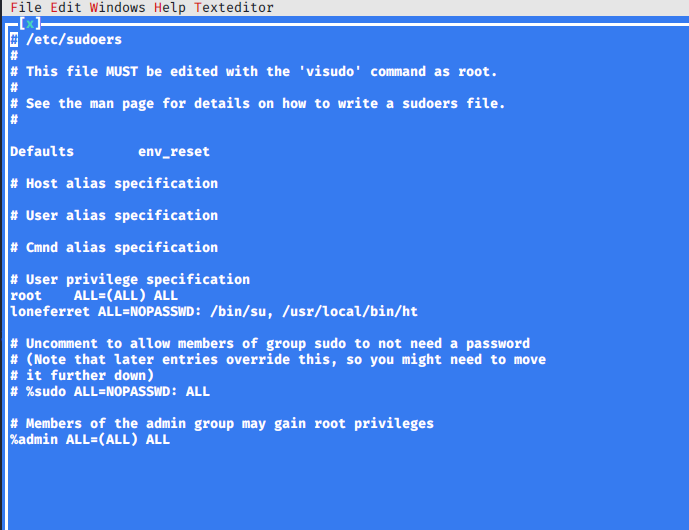 File Edit Windows Help Texteditor
[x]
# /etc/sudoers
#
# This file MUST be edited with the 'visudo' command as root.
#
# See the man page for details on how to write a sudoers file.
#
Defaults        env_reset
# Host alias specification
# User alias specification
# Cmnd alias specification
# User privilege specification
root    ALL=(ALL) ALL
loneferret ALL=NOPASSWD: /bin/su, /usr/local/bin/ht
# Uncomment to allow members of group sudo to not need a password
# (Note that later entries override this, so you might need to move
# it further down)
# %sudo ALL=NOPASSWD: ALL
# Members of the admin group may gain root privileges
%admin ALL=(ALL) ALL